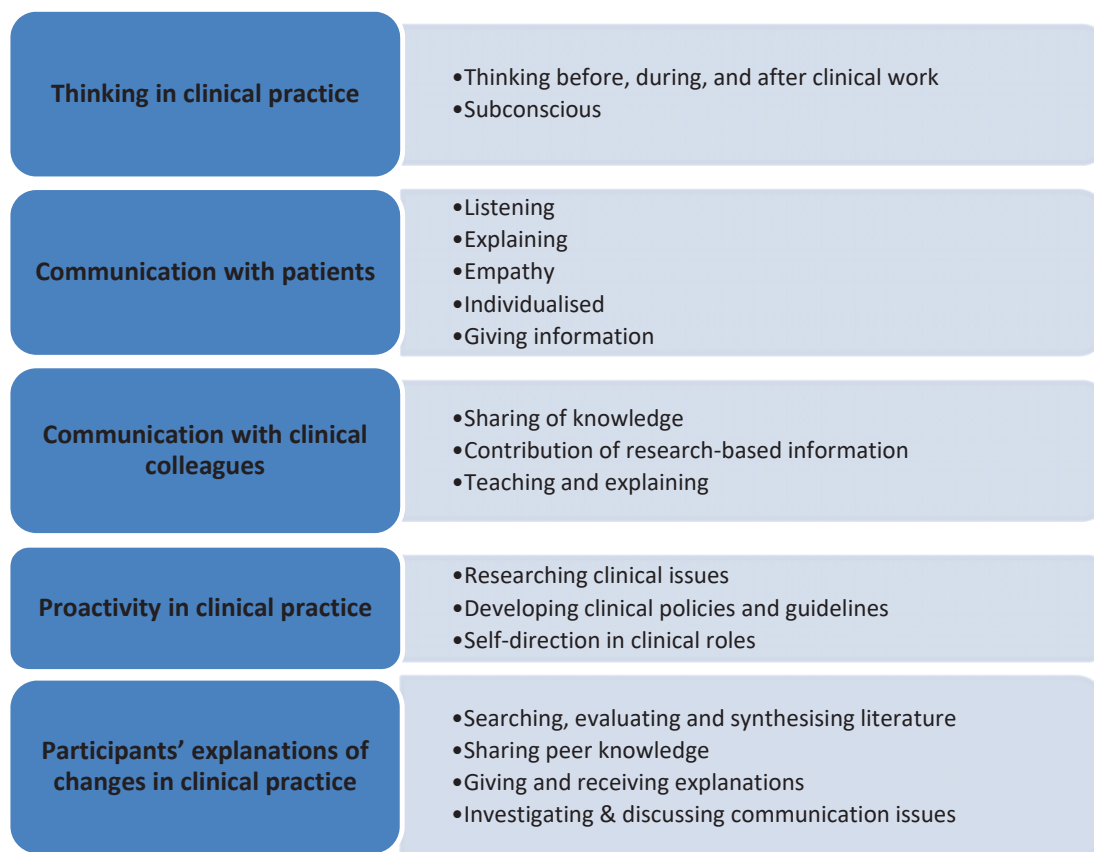 Thinking in clinical practice
•Thinking before, during, and after clinical work
•Subconscious
Communication with patients
•Listening
•Explaining
•Empathy
•Individualised
•Giving information
Communication with clinical
colleagues
•Sharing of knowledge
•Contribution of research-based information
•Teaching and explaining
Proactivity in clinical practice
•Researching clinical issues
•Developing clinical policies and guidelines
•Self-direction in clinical roles
Participants’ explanations of
changes in clinical practice
•Searching, evaluating and synthesising literature
•Sharing peer knowledge
•Giving and receiving explanations
•Investigating & discussing communication issues